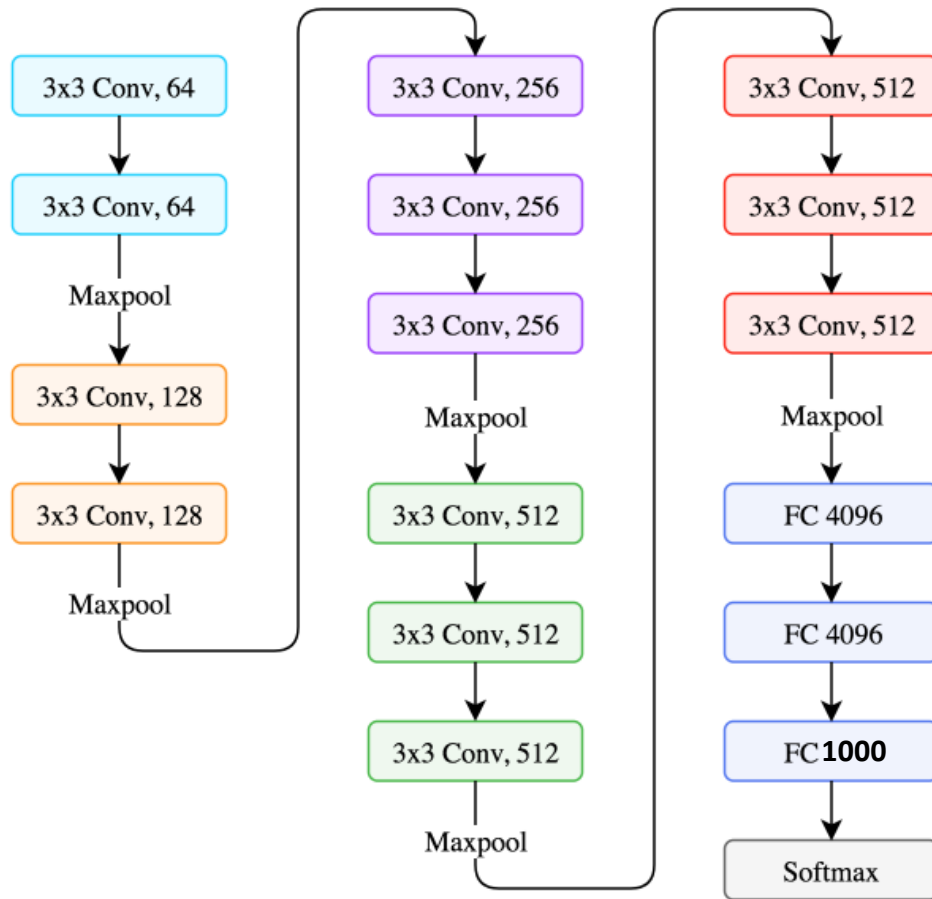 3x3 Conv, 64
3x3 Conv, 64
Maxpool
3x3 Conv, 128
3x3 Conv, 128
Maxpool
3x3 Conv, 256
3x3 Conv, 256
3x3 Conv, 256
Maxpool
3x3 Conv, 512
3x3 Conv, 512
3x3 Conv, 512
Maxpool
3x3 Conv, 512
3x3 Conv, 512
3x3 Conv, 512
Maxpool
FC 4096
FC 4096
FC 1000
Softmax